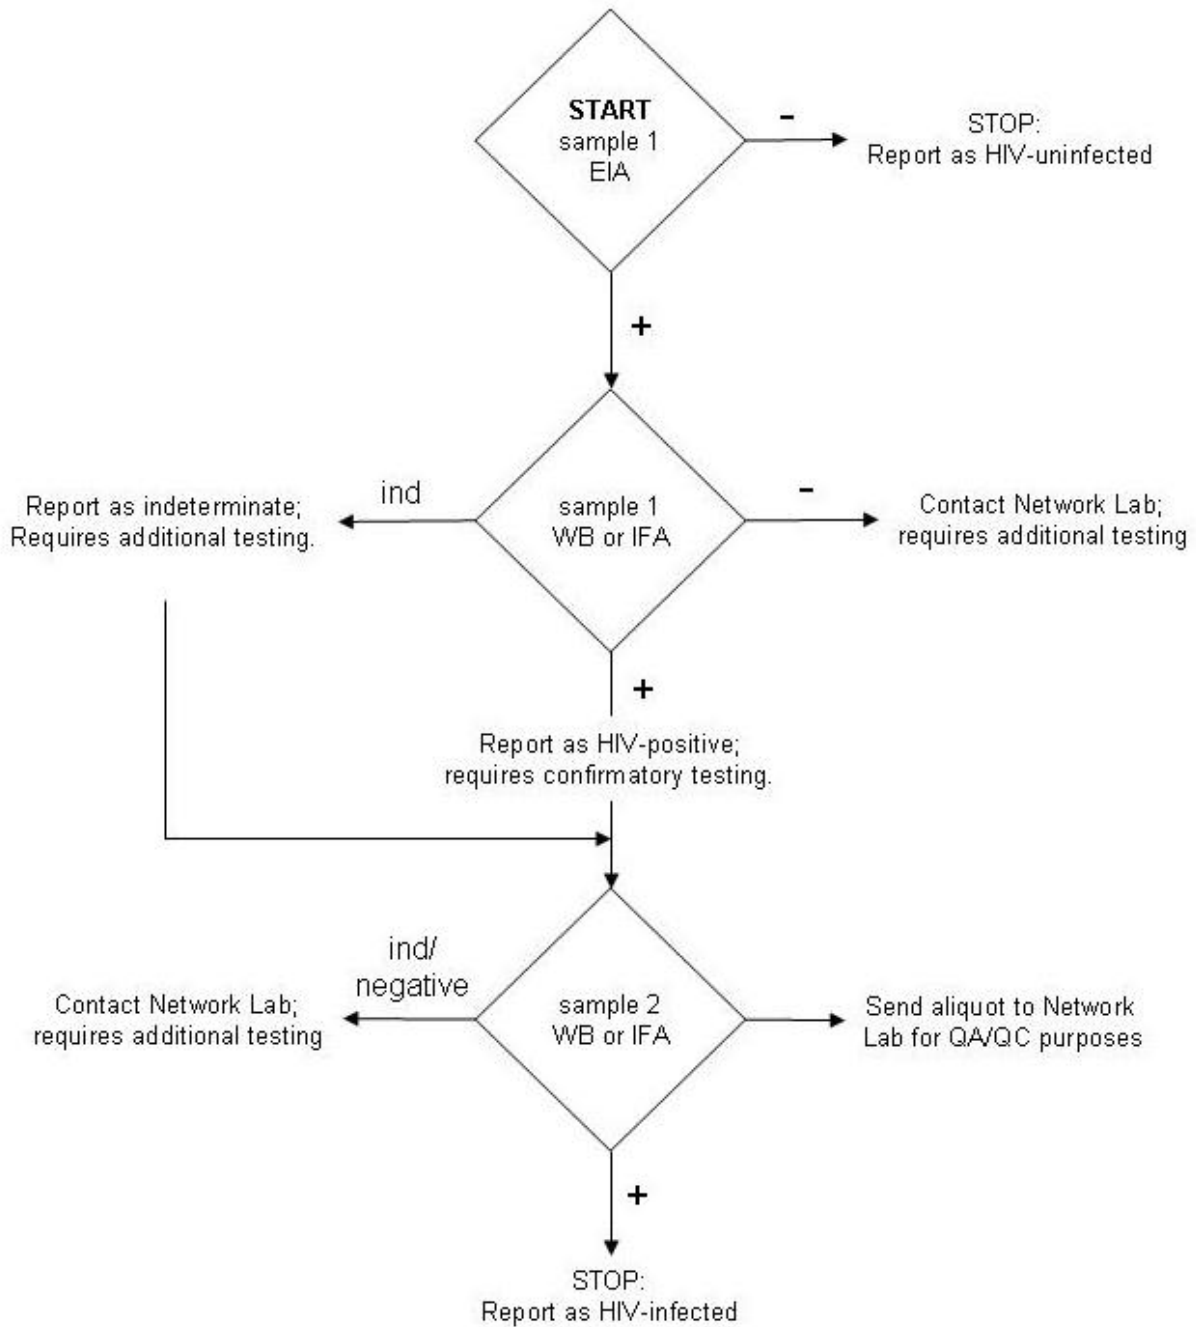 START
sample 1
EIA
-
STOP:
Report as HIV-uninfected
+
Report as indeterminate;
Requires additional testing.
ind
sample 1
WB or IFA
-
Contact Network Lab;
requires additional testing
+
Report as HIV-positive;
requires confirmatory testing.
Contact Network Lab;
requires additional testing
ind/
negative
sample 2
WB or IFA
Send aliquot to Network
Lab for QA/QC purposes
+
STOP:
Report as HIV-infected